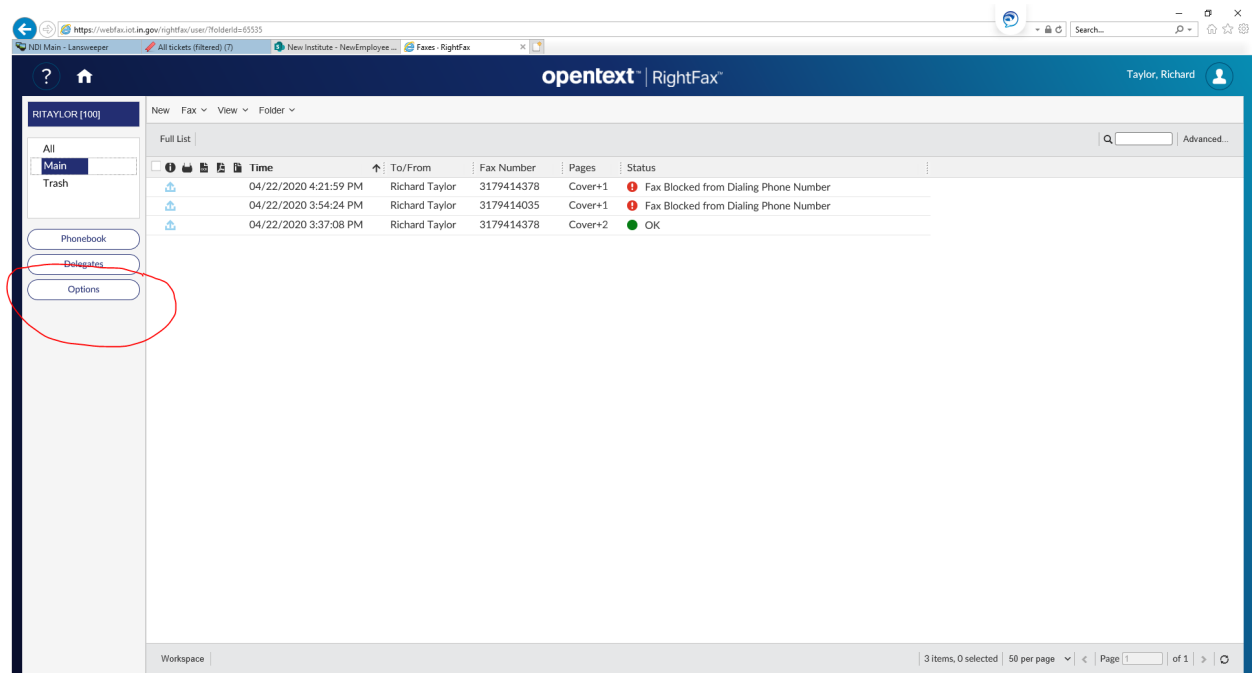 https://webfax.iot.in.gov/rightfax/user/?folderId=65535
Search...
NDI Main - Lansweeper
All tickets (filtered) (7)
New Institute - NewEmployee ...
Faxes - RightFax
opentext™ | RightFax™
Taylor, Richard
RITAYLOR [100]
New Fax View Folder
All
Main
Trash
Full List
Advanced...
Time To/From Fax Number Pages Status
04/22/2020 4:21:59 PM Richard Taylor 3179414378 Cover+1 Fax Blocked from Dialing Phone Number
04/22/2020 3:54:24 PM Richard Taylor 3179414035 Cover+1 Fax Blocked from Dialing Phone Number
04/22/2020 3:37:08 PM Richard Taylor 3179414378 Cover+2 OK
Phonebook
Delegates
Options
Workspace
3 items, 0 selected 50 per page Page 1 of 1